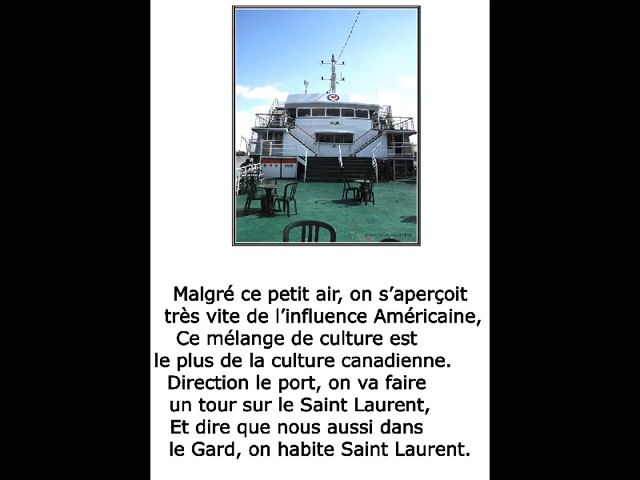 Malgré ce petit air, on s’aperçoit
très vite de l’influence Américaine,
Ce mélange de culture est
le plus de la culture canadienne.
Direction le port, on va faire
un tour sur le Saint Laurent,
Et dire que nous aussi dans
le Gard, on habite Saint Laurent.